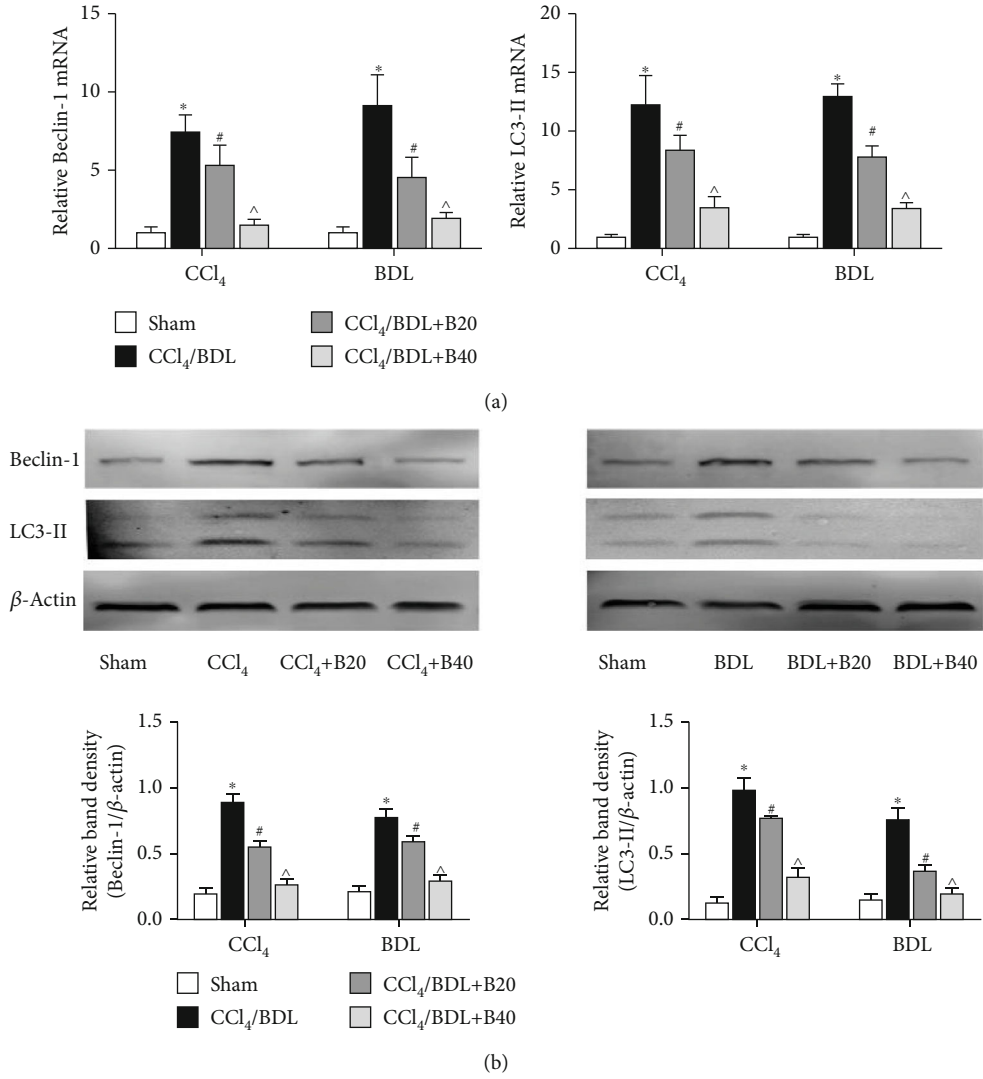 Relative Beclin-1 mRNA
15
10
5
0
* # ^ * # ^
CCl₄ BDL
Relative LC3-II mRNA
20
15
10
5
0
* # ^ * # ^
CCl₄ BDL
Sham
CCl₄/BDL
CCl₄/BDL+B20
CCl₄/BDL+B40
(a)
Beclin-1
LC3-II
β-Actin
Sham CCl₄ CCl₄+B20 CCl₄+B40
Sham BDL BDL+B20 BDL+B40
Relative band density
(Beclin-1/β-actin)
1.5
1.0
0.5
0.0
* # ^ * # ^
CCl₄ BDL
Relative band density
(LC3-II/β-actin)
1.5
1.0
0.5
0.0
* # ^ * # ^
CCl₄ BDL
Sham
CCl₄/BDL
CCl₄/BDL+B20
CCl₄/BDL+B40
(b)